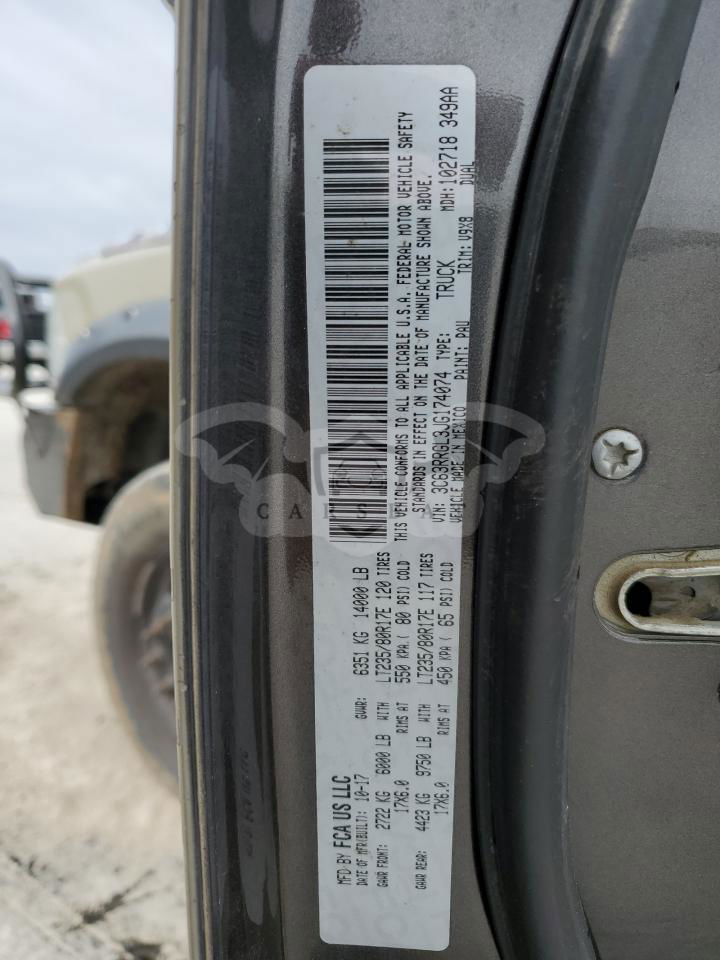 MFD BY FCA US LLC
DATE OF MFR(BUILT): 10-17 GVWR: 6351 KG 14000 LB
GAWR FRONT: 2722 KG 6000 LB WITH LT235/80R17E 120 TIRES
17X6.0 RIMS AT 550 KPA.( 80 PSI) COLD
GAWR REAR: 4423 KG 9750 LB WITH LT235/80R17E 117 TIRES
17X6.0 RIMS AT 450 KPA ( 65 PSI) COLD
THIS VEHICLE CONFORMS TO ALL APPLICABLE U.S.A. FEDERAL MOTOR VEHICLE SAFETY
STANDARDS IN EFFECT ON THE DATE OF MANUFACTURE SHOWN ABOVE,
VIN: 3C63RRGL3JG174074 TYPE: TRUCK MDH:102718 349AA
DUAL
VEHICLE MADE IN MEXICO PAINT: PAU TRIM: V9X8